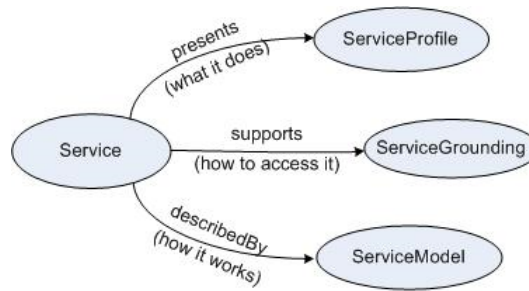 presents
(what it does)
ServiceProfile
Service
supports
(how to access it)
ServiceGrounding
describedBy
(how it works)
ServiceModel